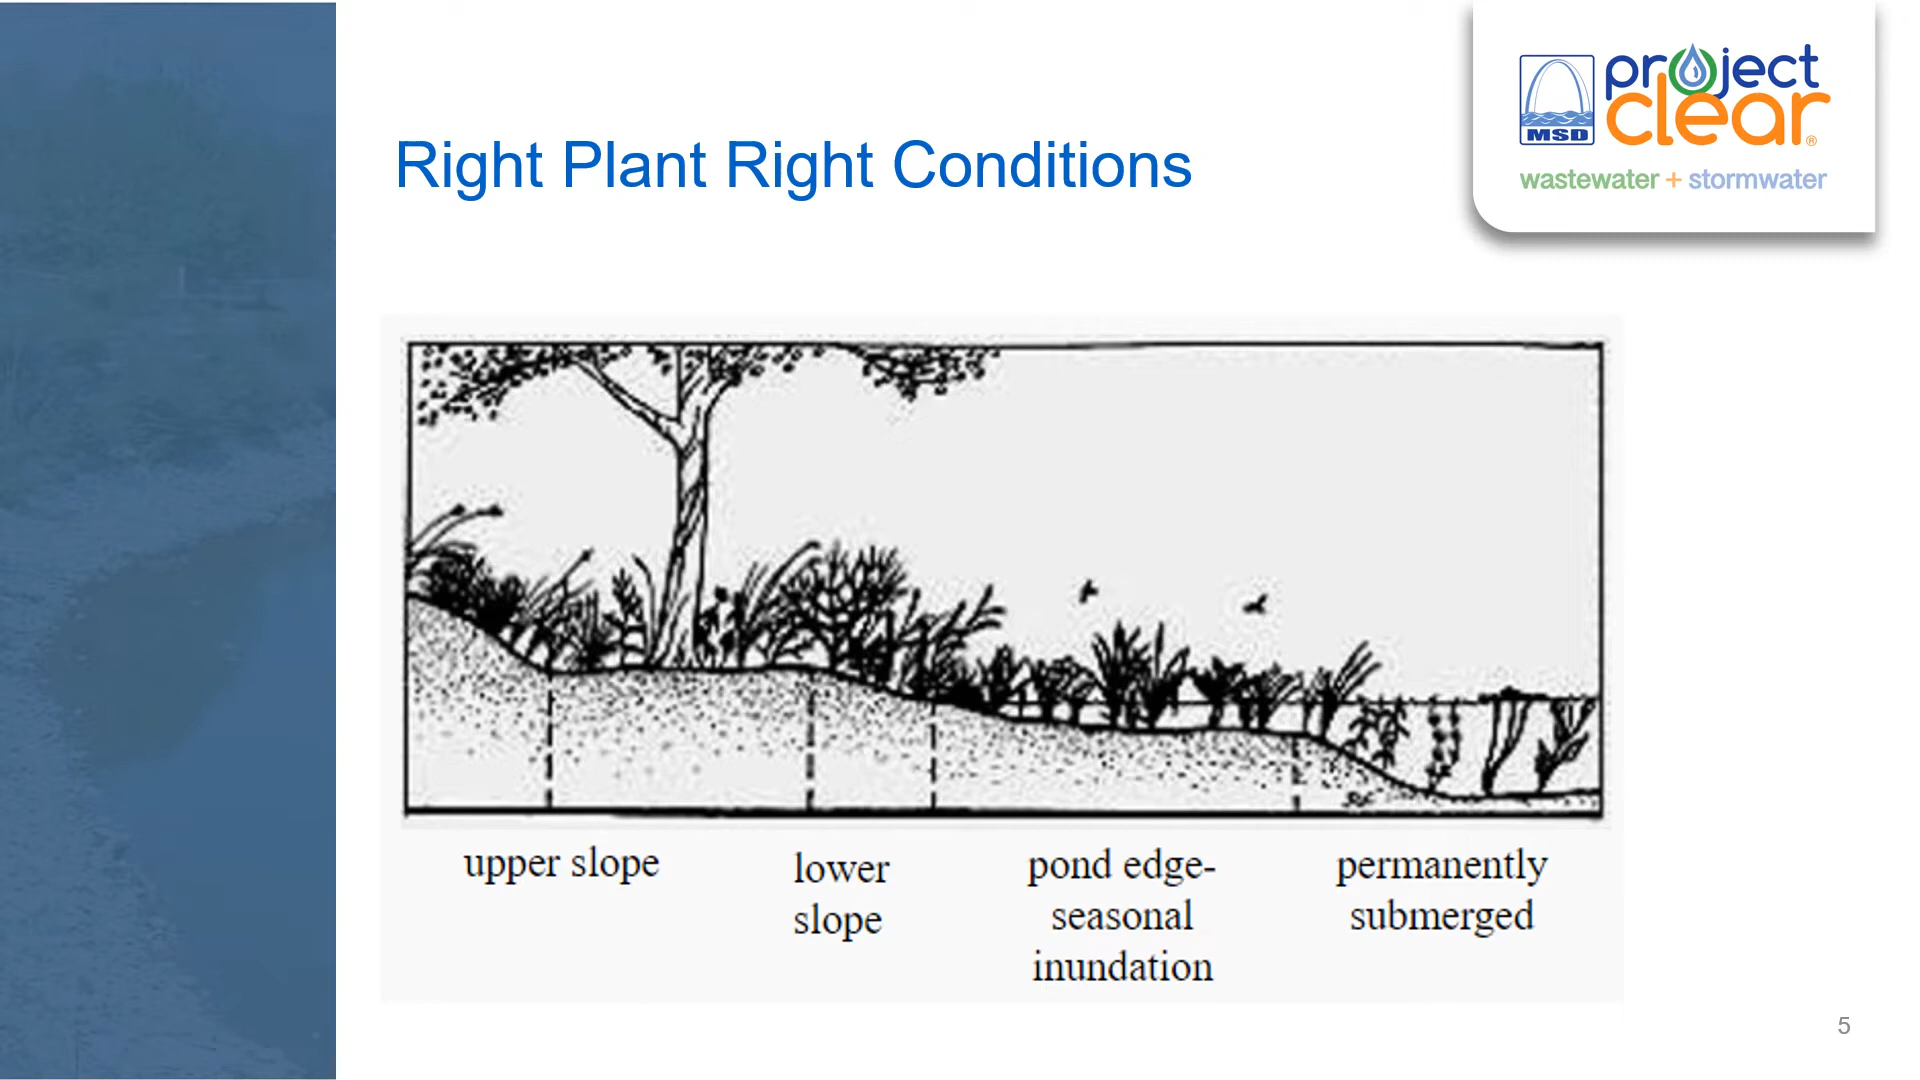 Right Plant Right Conditions
MSD
project
clear®
wastewater + stormwater
upper slope
lower
slope
pond edge-
seasonal
inundation
permanently
submerged
5